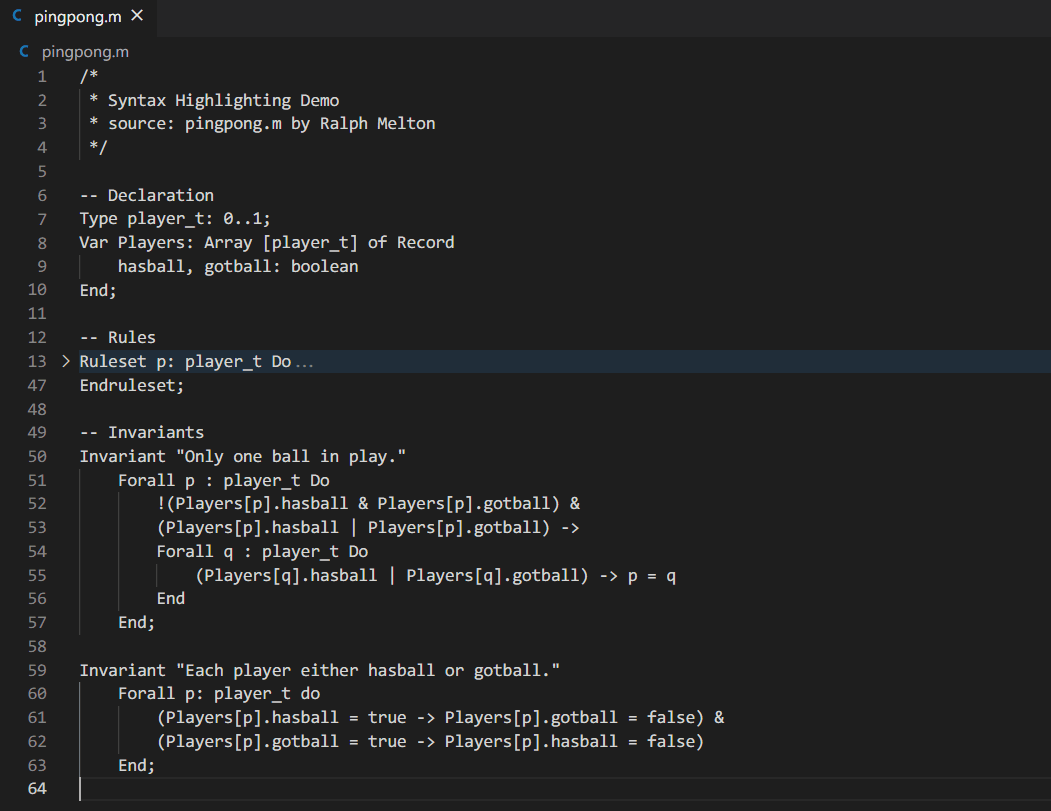 C pingpong.m ×
C pingpong.m
1 /*
2 * Syntax Highlighting Demo
3 * source: pingpong.m by Ralph Melton
4 */
5
6 -- Declaration
7 Type player_t: 0..1;
8 Var Players: Array [player_t] of Record
9 hasball, gotball: boolean
10 End;
11
12 -- Rules
13 > Ruleset p: player_t Do...
47 Endruleset;
48
49 -- Invariants
50 Invariant "Only one ball in play."
51 Forall p : player_t Do
52 !(Players[p].hasball & Players[p].gotball) &
53 (Players[p].hasball | Players[p].gotball) ->
54 Forall q : player_t Do
55 (Players[q].hasball | Players[q].gotball) -> p = q
56 End
57 End;
58
59 Invariant "Each player either hasball or gotball."
60 Forall p: player_t do
61 (Players[p].hasball = true -> Players[p].gotball = false) &
62 (Players[p].gotball = true -> Players[p].hasball = false)
63 End;
64